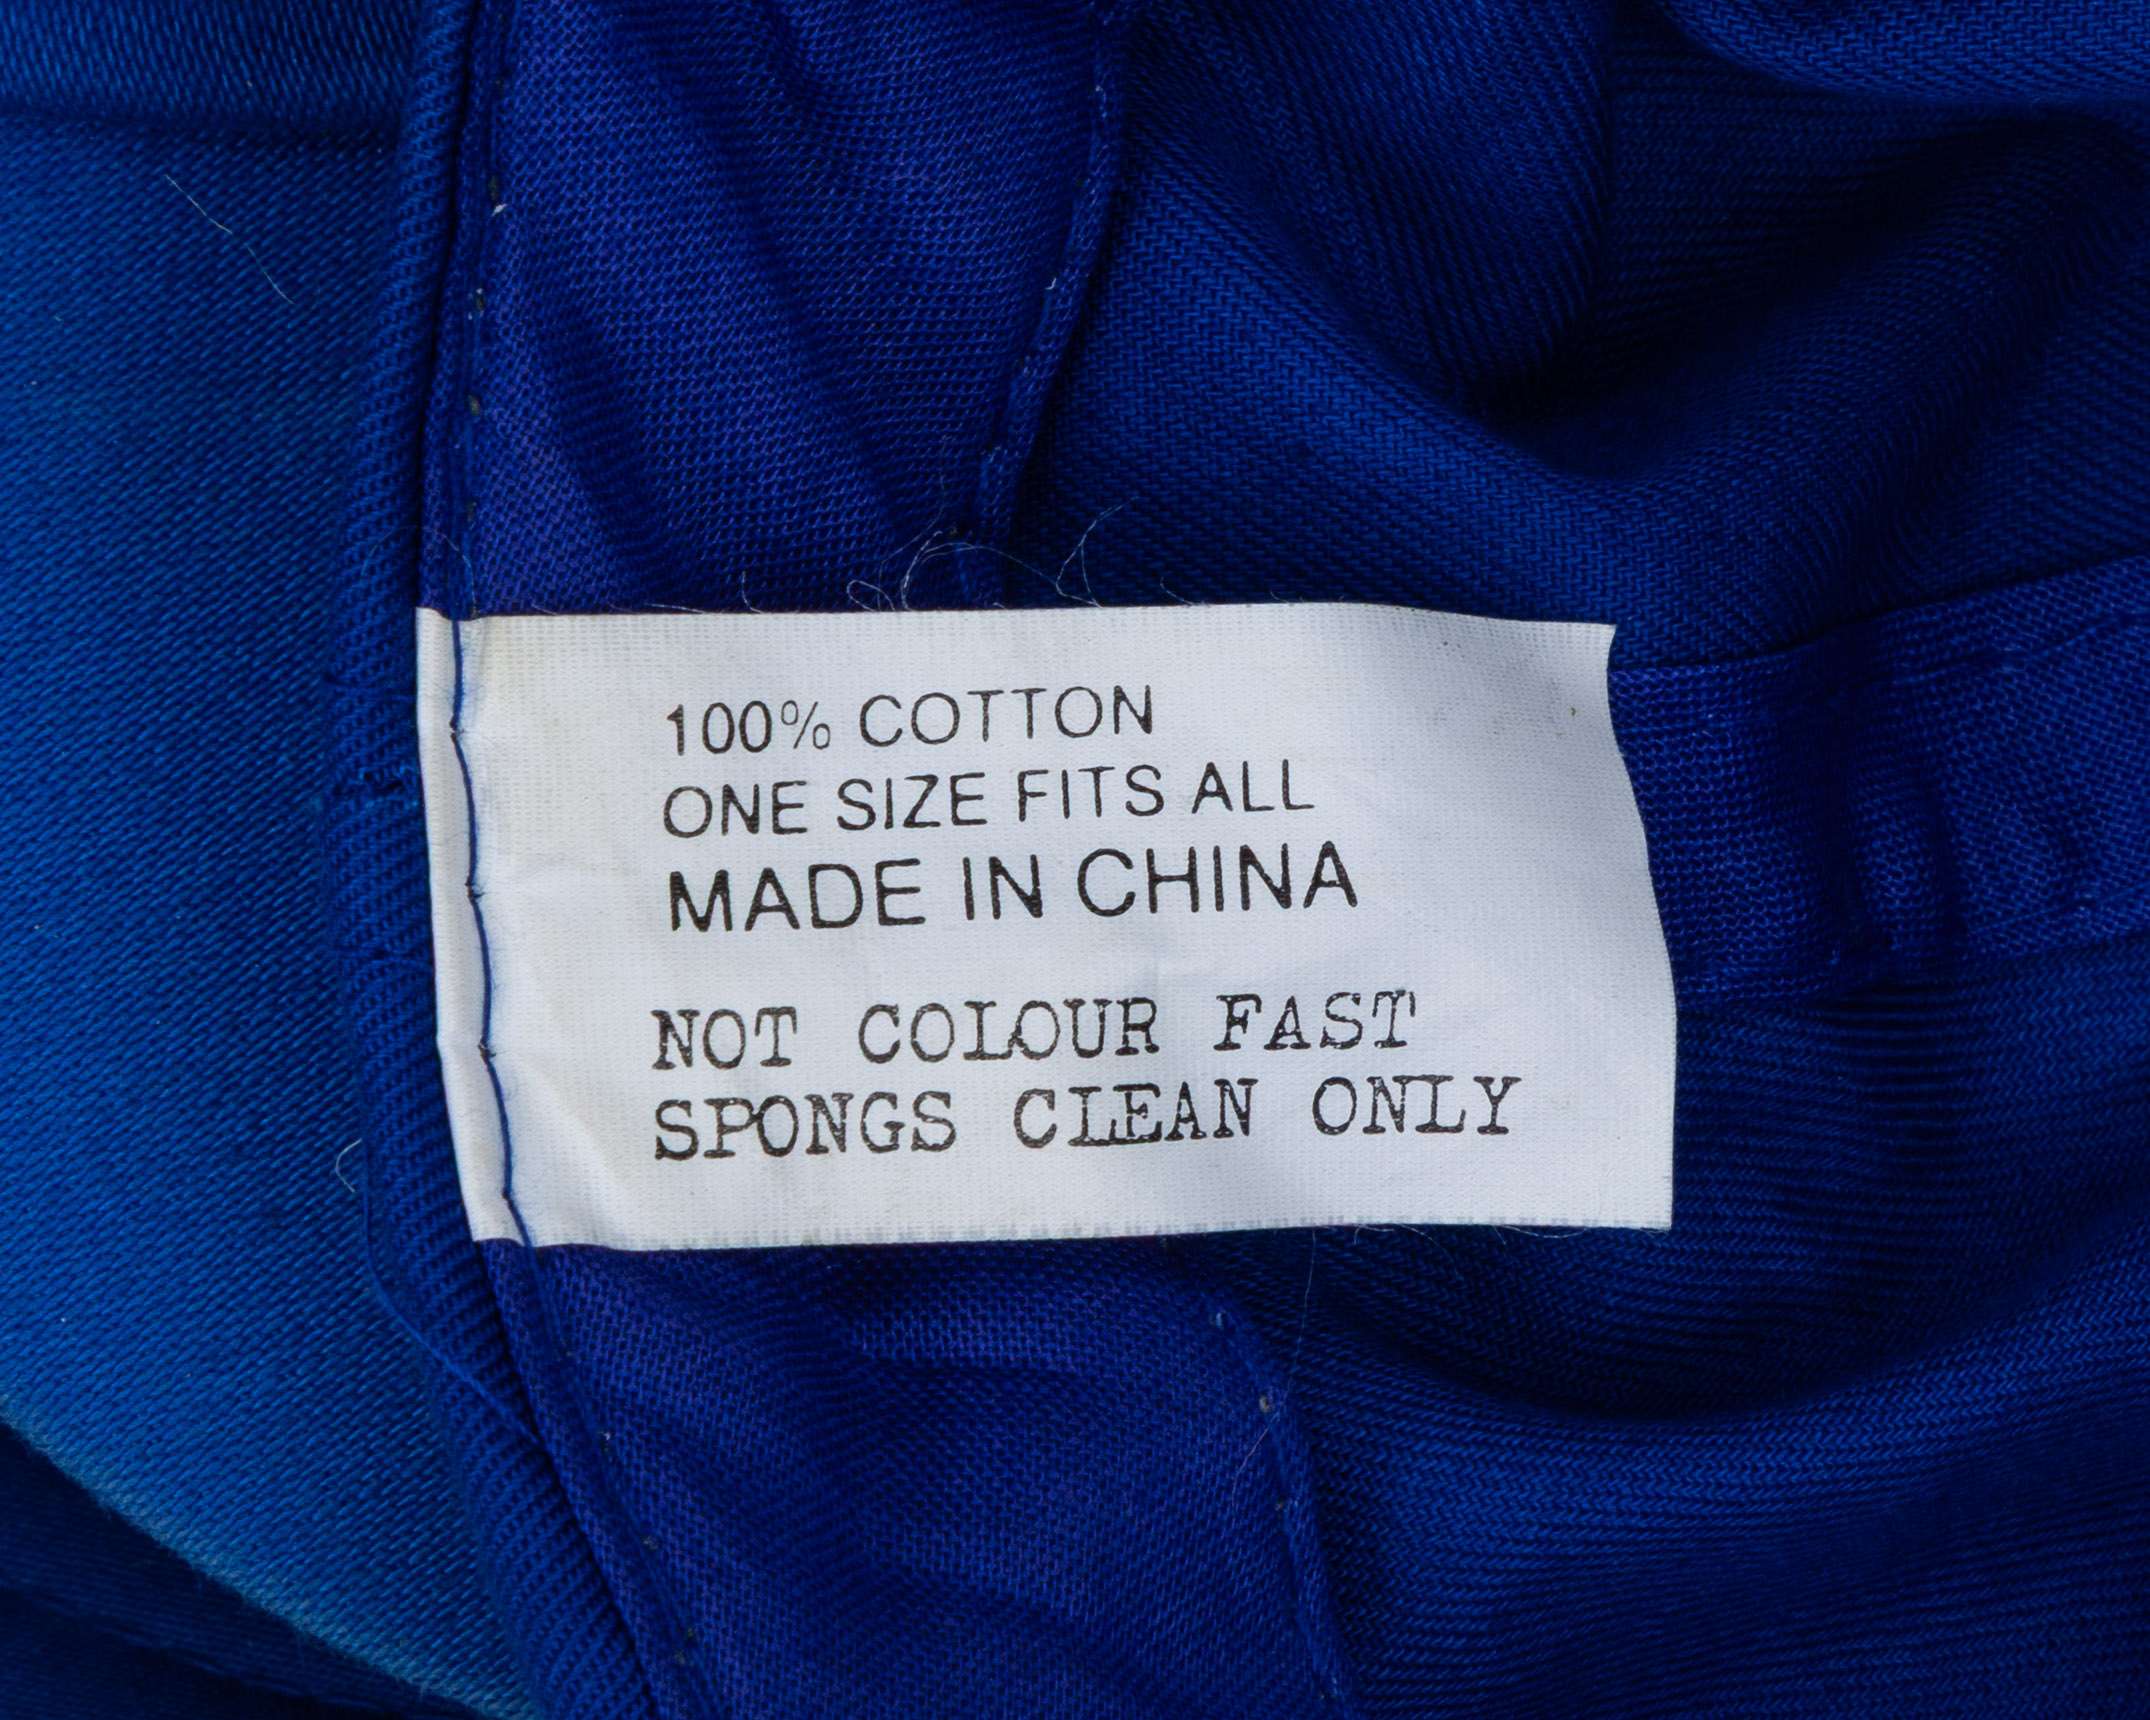 100% COTTON
ONE SIZE FITS ALL
MADE IN CHINA
NOT COLOUR FAST
SPONGS CLEAN ONLY